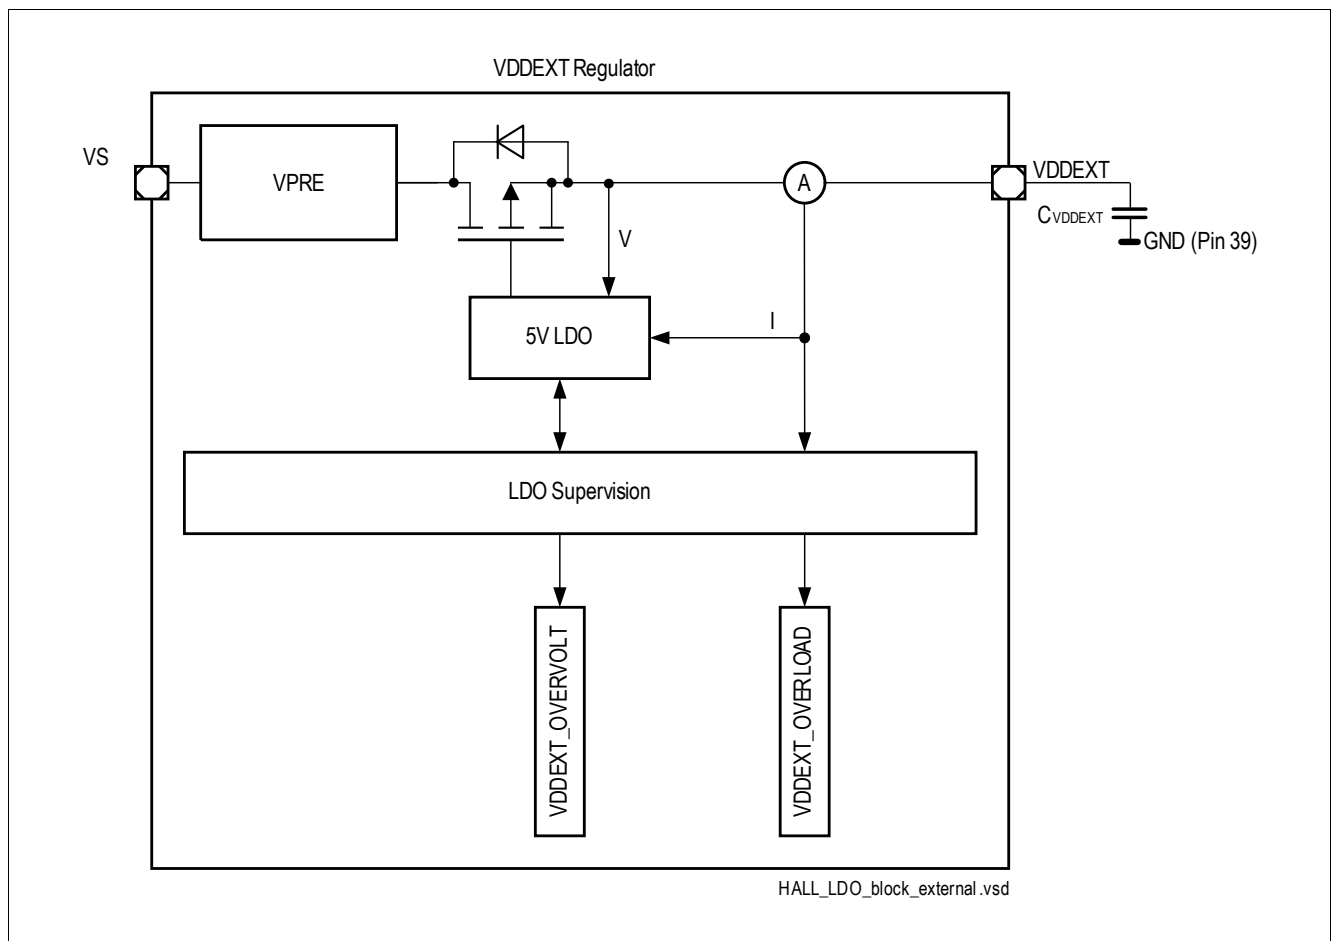 VDDEXT Regulator
VS
VPRE
A
VDDEXT
CVDDEXT
GND (Pin 39)
V
5V LDO
I
LDO Supervision
VDDEXT_OVERVOLT
VDDEXT_OVERLOAD
HALL_LDO_block_external.vsd